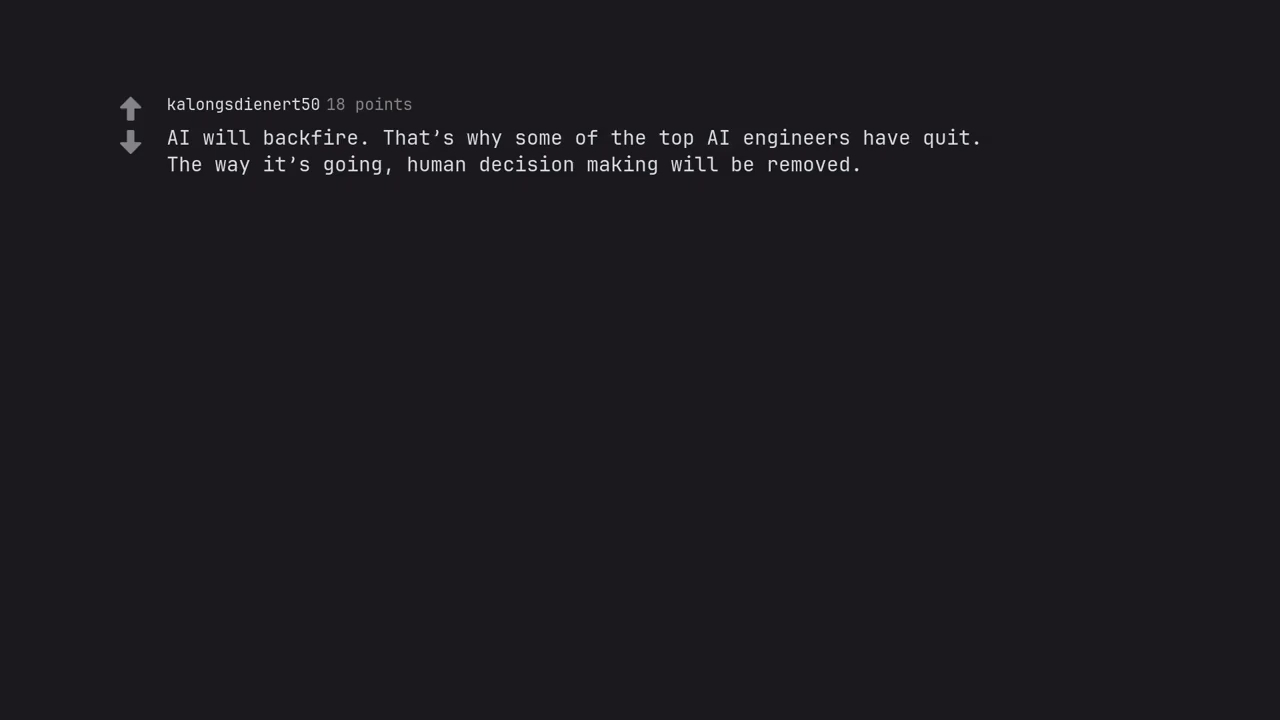 kalongsdienert50 18 points
AI will backfire. That’s why some of the top AI engineers have quit.
The way it’s going, human decision making will be removed.